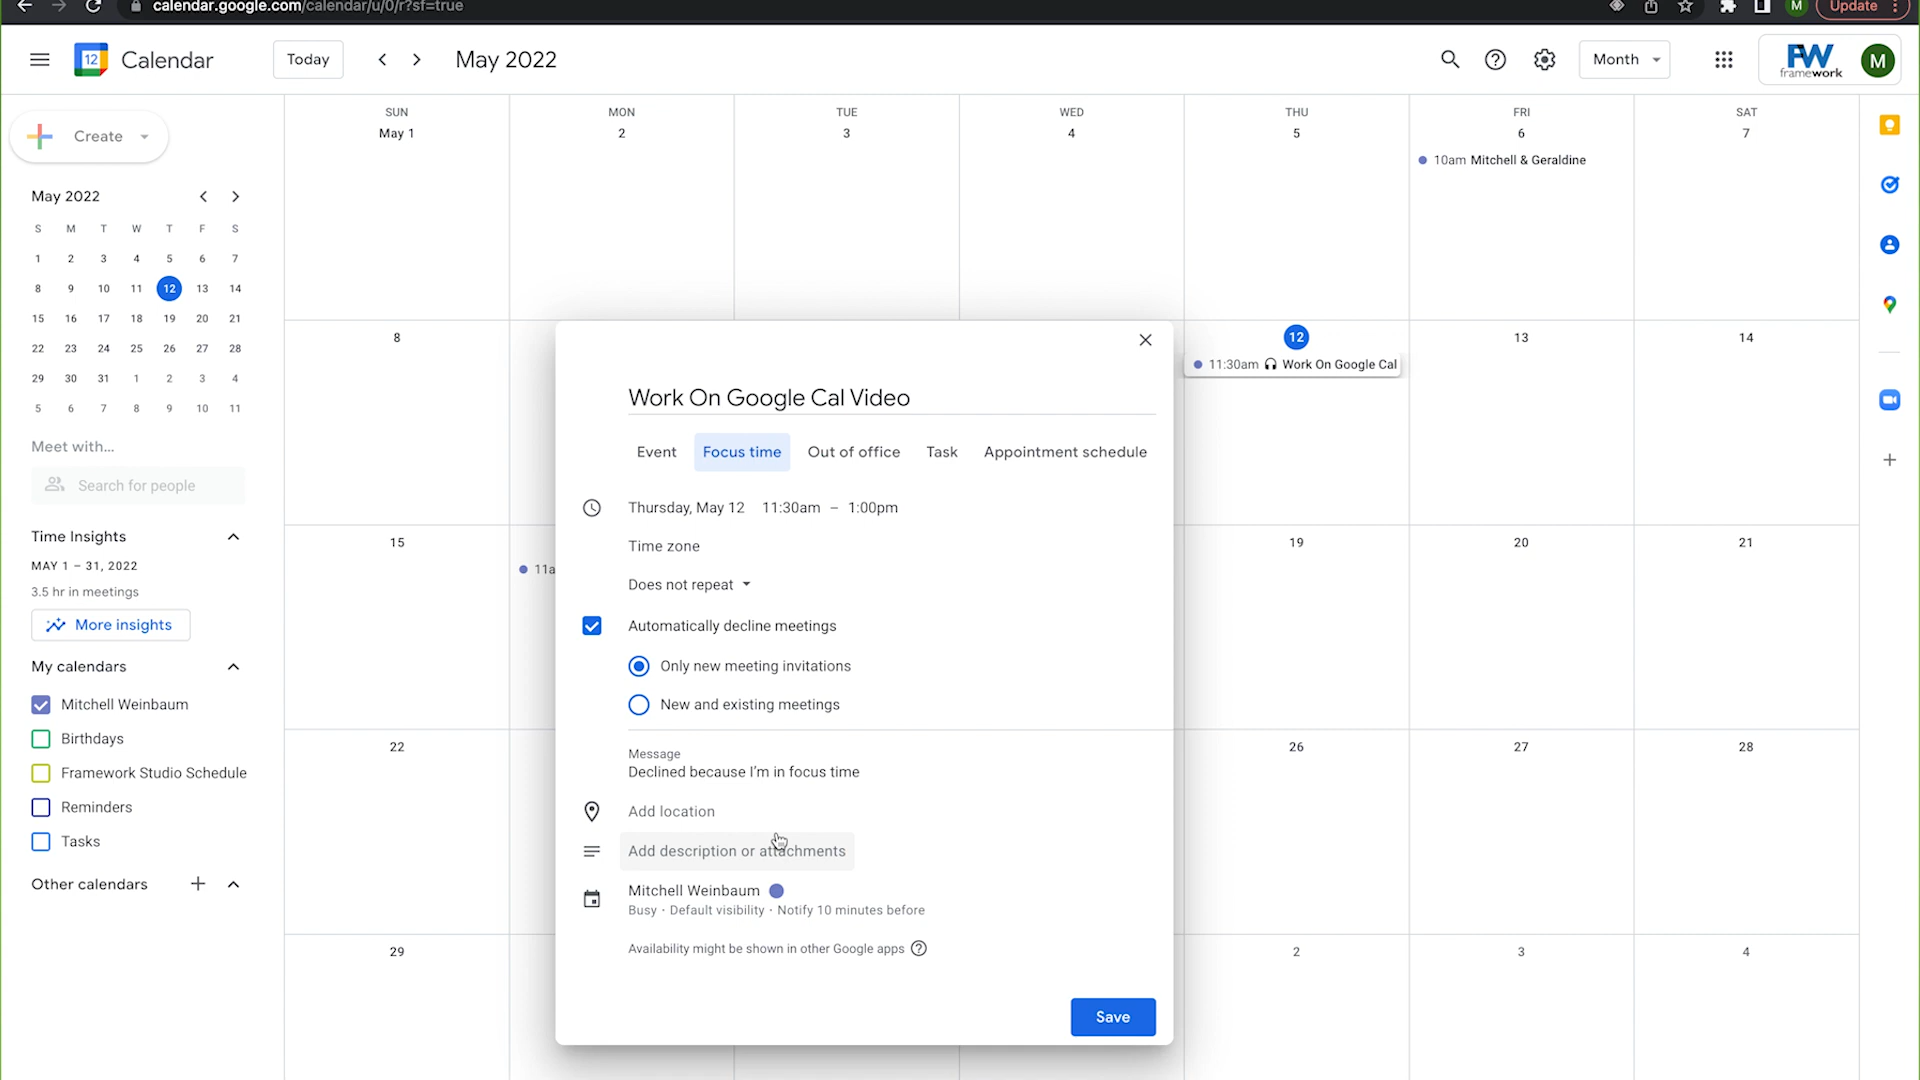 calendar.google.com/calendar/u/0/r?sf=true
M
Update
12
Calendar
Today
May 2022
Month
FW
framework
M
Create
SUN
MON
TUE
WED
THU
FRI
SAT
May 1
2
3
4
5
6
7
10am Mitchell & Geraldine
May 2022
S M T W T F S
1 2 3 4 5 6 7
8 9 10 11 12 13 14
15 16 17 18 19 20 21
22 23 24 25 26 27 28
29 30 31 1 2 3 4
5 6 7 8 9 10 11
Meet with...
Search for people
Time Insights
MAY 1 – 31, 2022
3.5 hr in meetings
More insights
My calendars
Mitchell Weinbaum
Birthdays
Framework Studio Schedule
Reminders
Tasks
Other calendars
8
12
13
14
11:30am Work On Google Cal
15
11a
19
20
21
22
26
27
28
29
2
3
4
Work On Google Cal Video
Event
Focus time
Out of office
Task
Appointment schedule
Thursday, May 12 11:30am – 1:00pm
Time zone
Does not repeat
Automatically decline meetings
Only new meeting invitations
New and existing meetings
Message
Declined because I'm in focus time
Add location
Add description or attachments
Mitchell Weinbaum
Busy · Default visibility · Notify 10 minutes before
Availability might be shown in other Google apps
Save